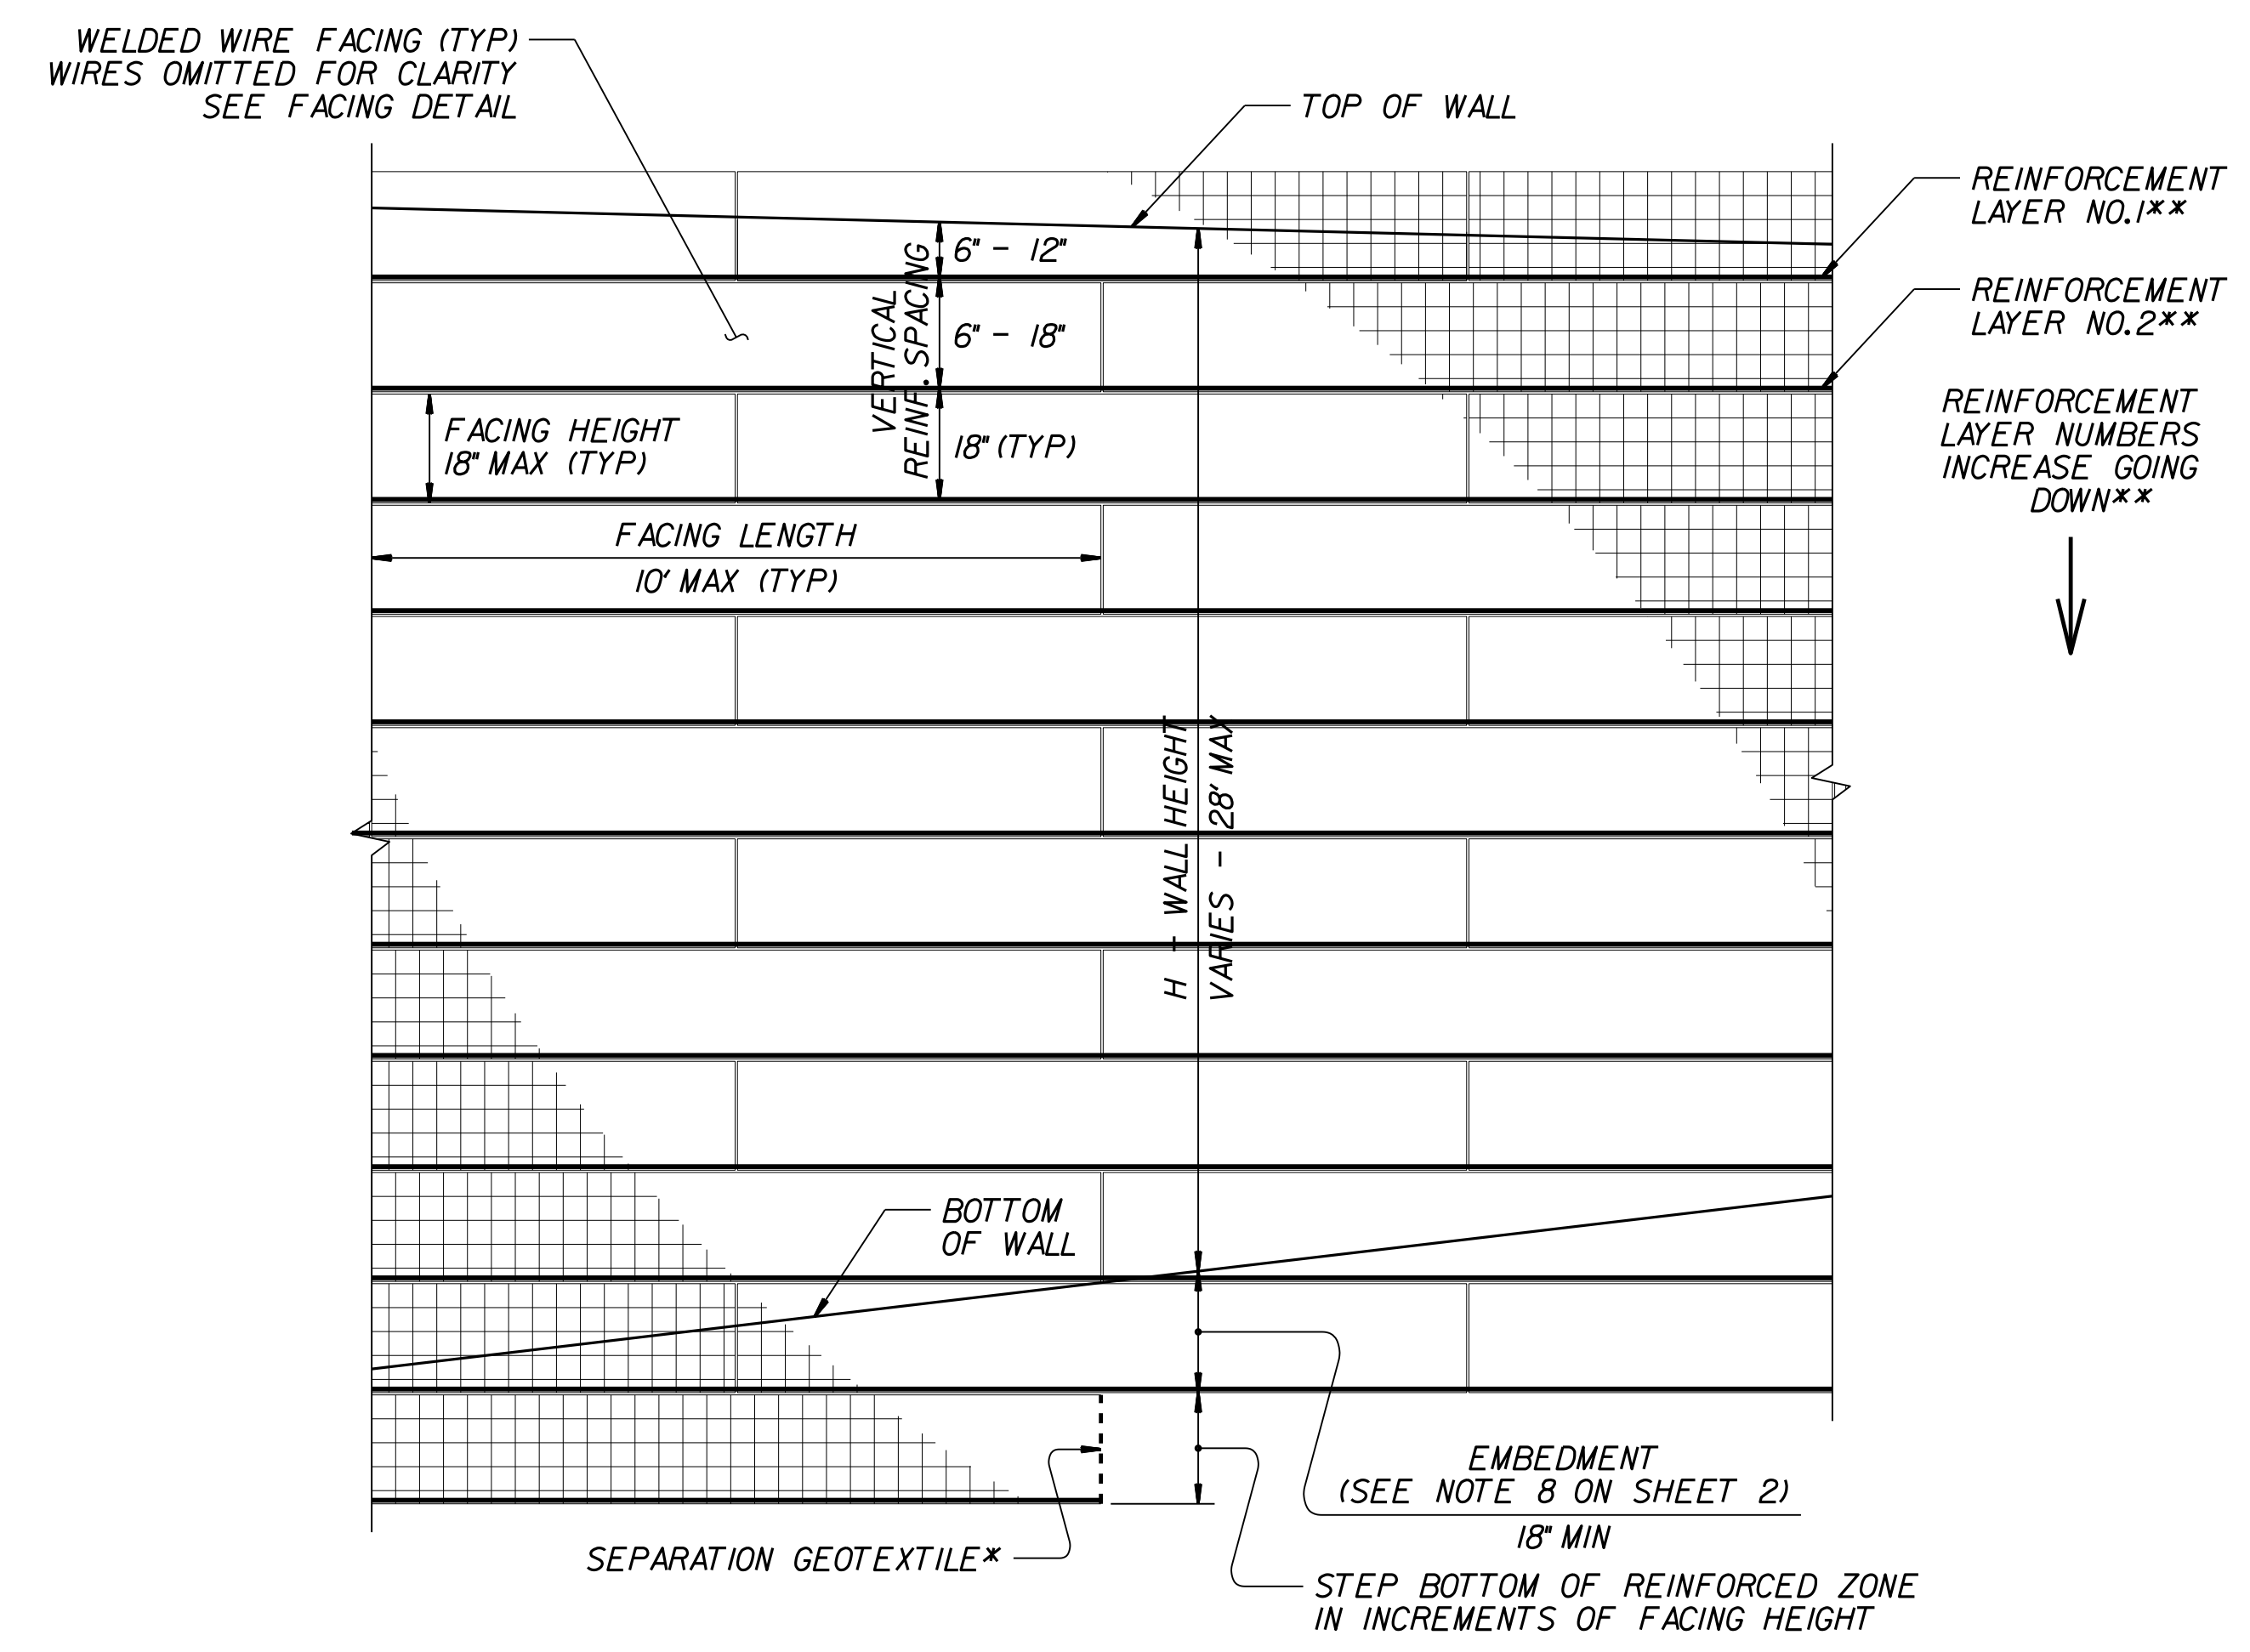 WELDED WIRE FACING (TYP)
WIRES OMITTED FOR CLARITY
SEE FACING DETAIL
TOP OF WALL
REINFORCEMENT
LAYER NO.1**
6" - 12"
VERTICAL
REINF. SPACING
6" - 18"
REINFORCEMENT
LAYER NO.2**
FACING HEIGHT
18" MAX (TYP)
18" (TYP)
REINFORCEMENT
LAYER NUMBERS
INCREASE GOING
DOWN**
FACING LENGTH
10' MAX (TYP)
H - WALL HEIGHT
VARIES - 28' MAX
BOTTOM
OF WALL
EMBEDMENT
(SEE NOTE 8 ON SHEET 2)
18" MIN
SEPARATION GEOTEXTILE*
STEP BOTTOM OF REINFORCED ZONE
IN INCREMENTS OF FACING HEIGHT